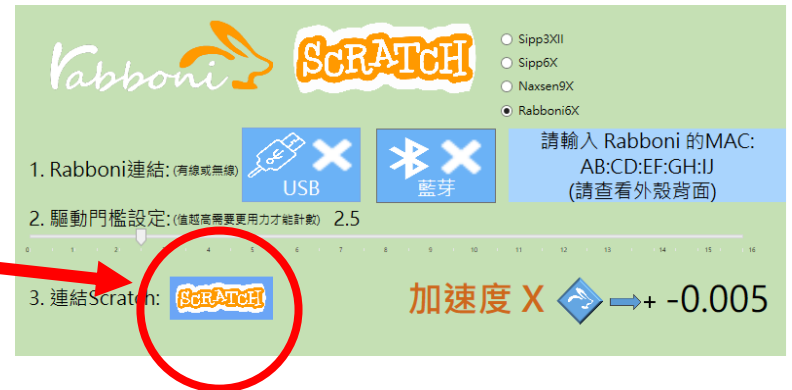 rabboni
SCRATCH
Sipp3XII
Sipp6X
Naxsen9X
Rabboni6X
1. Rabboni連結: (有線或無線)
USB
藍芽
請輸入 Rabboni 的MAC:
AB:CD:EF:GH:IJ
(請查看外殼背面)
2. 驅動門檻設定:(值越高需要更用力才能計數) 2.5
0 1 2 3 4 5 6 7 8 9 10 11 12 13 14 15 16
3. 連結Scratch: SCRATCH
加速度 X + -0.005